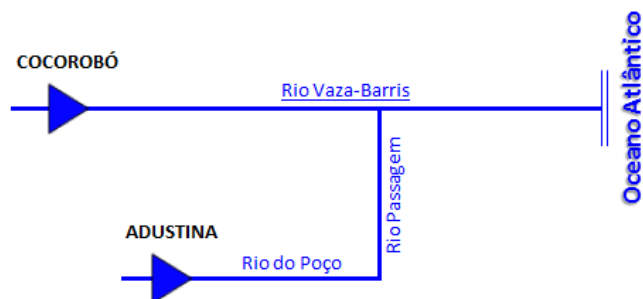 COCOROBÓ
Rio Vaza-Barris
Oceano Atlântico
Rio Passagem
ADUSTINA
Rio do Poço